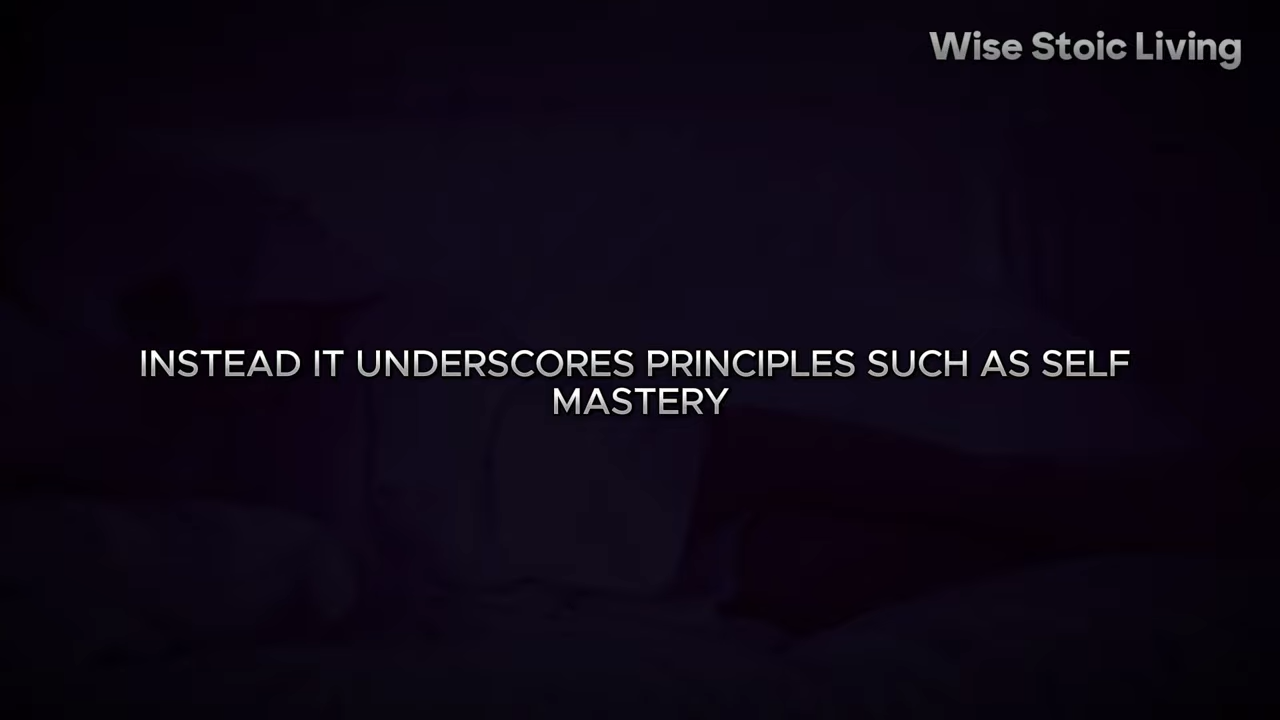 Wise Stoic Living
INSTEAD IT UNDERSCORES PRINCIPLES SUCH AS SELF
MASTERY